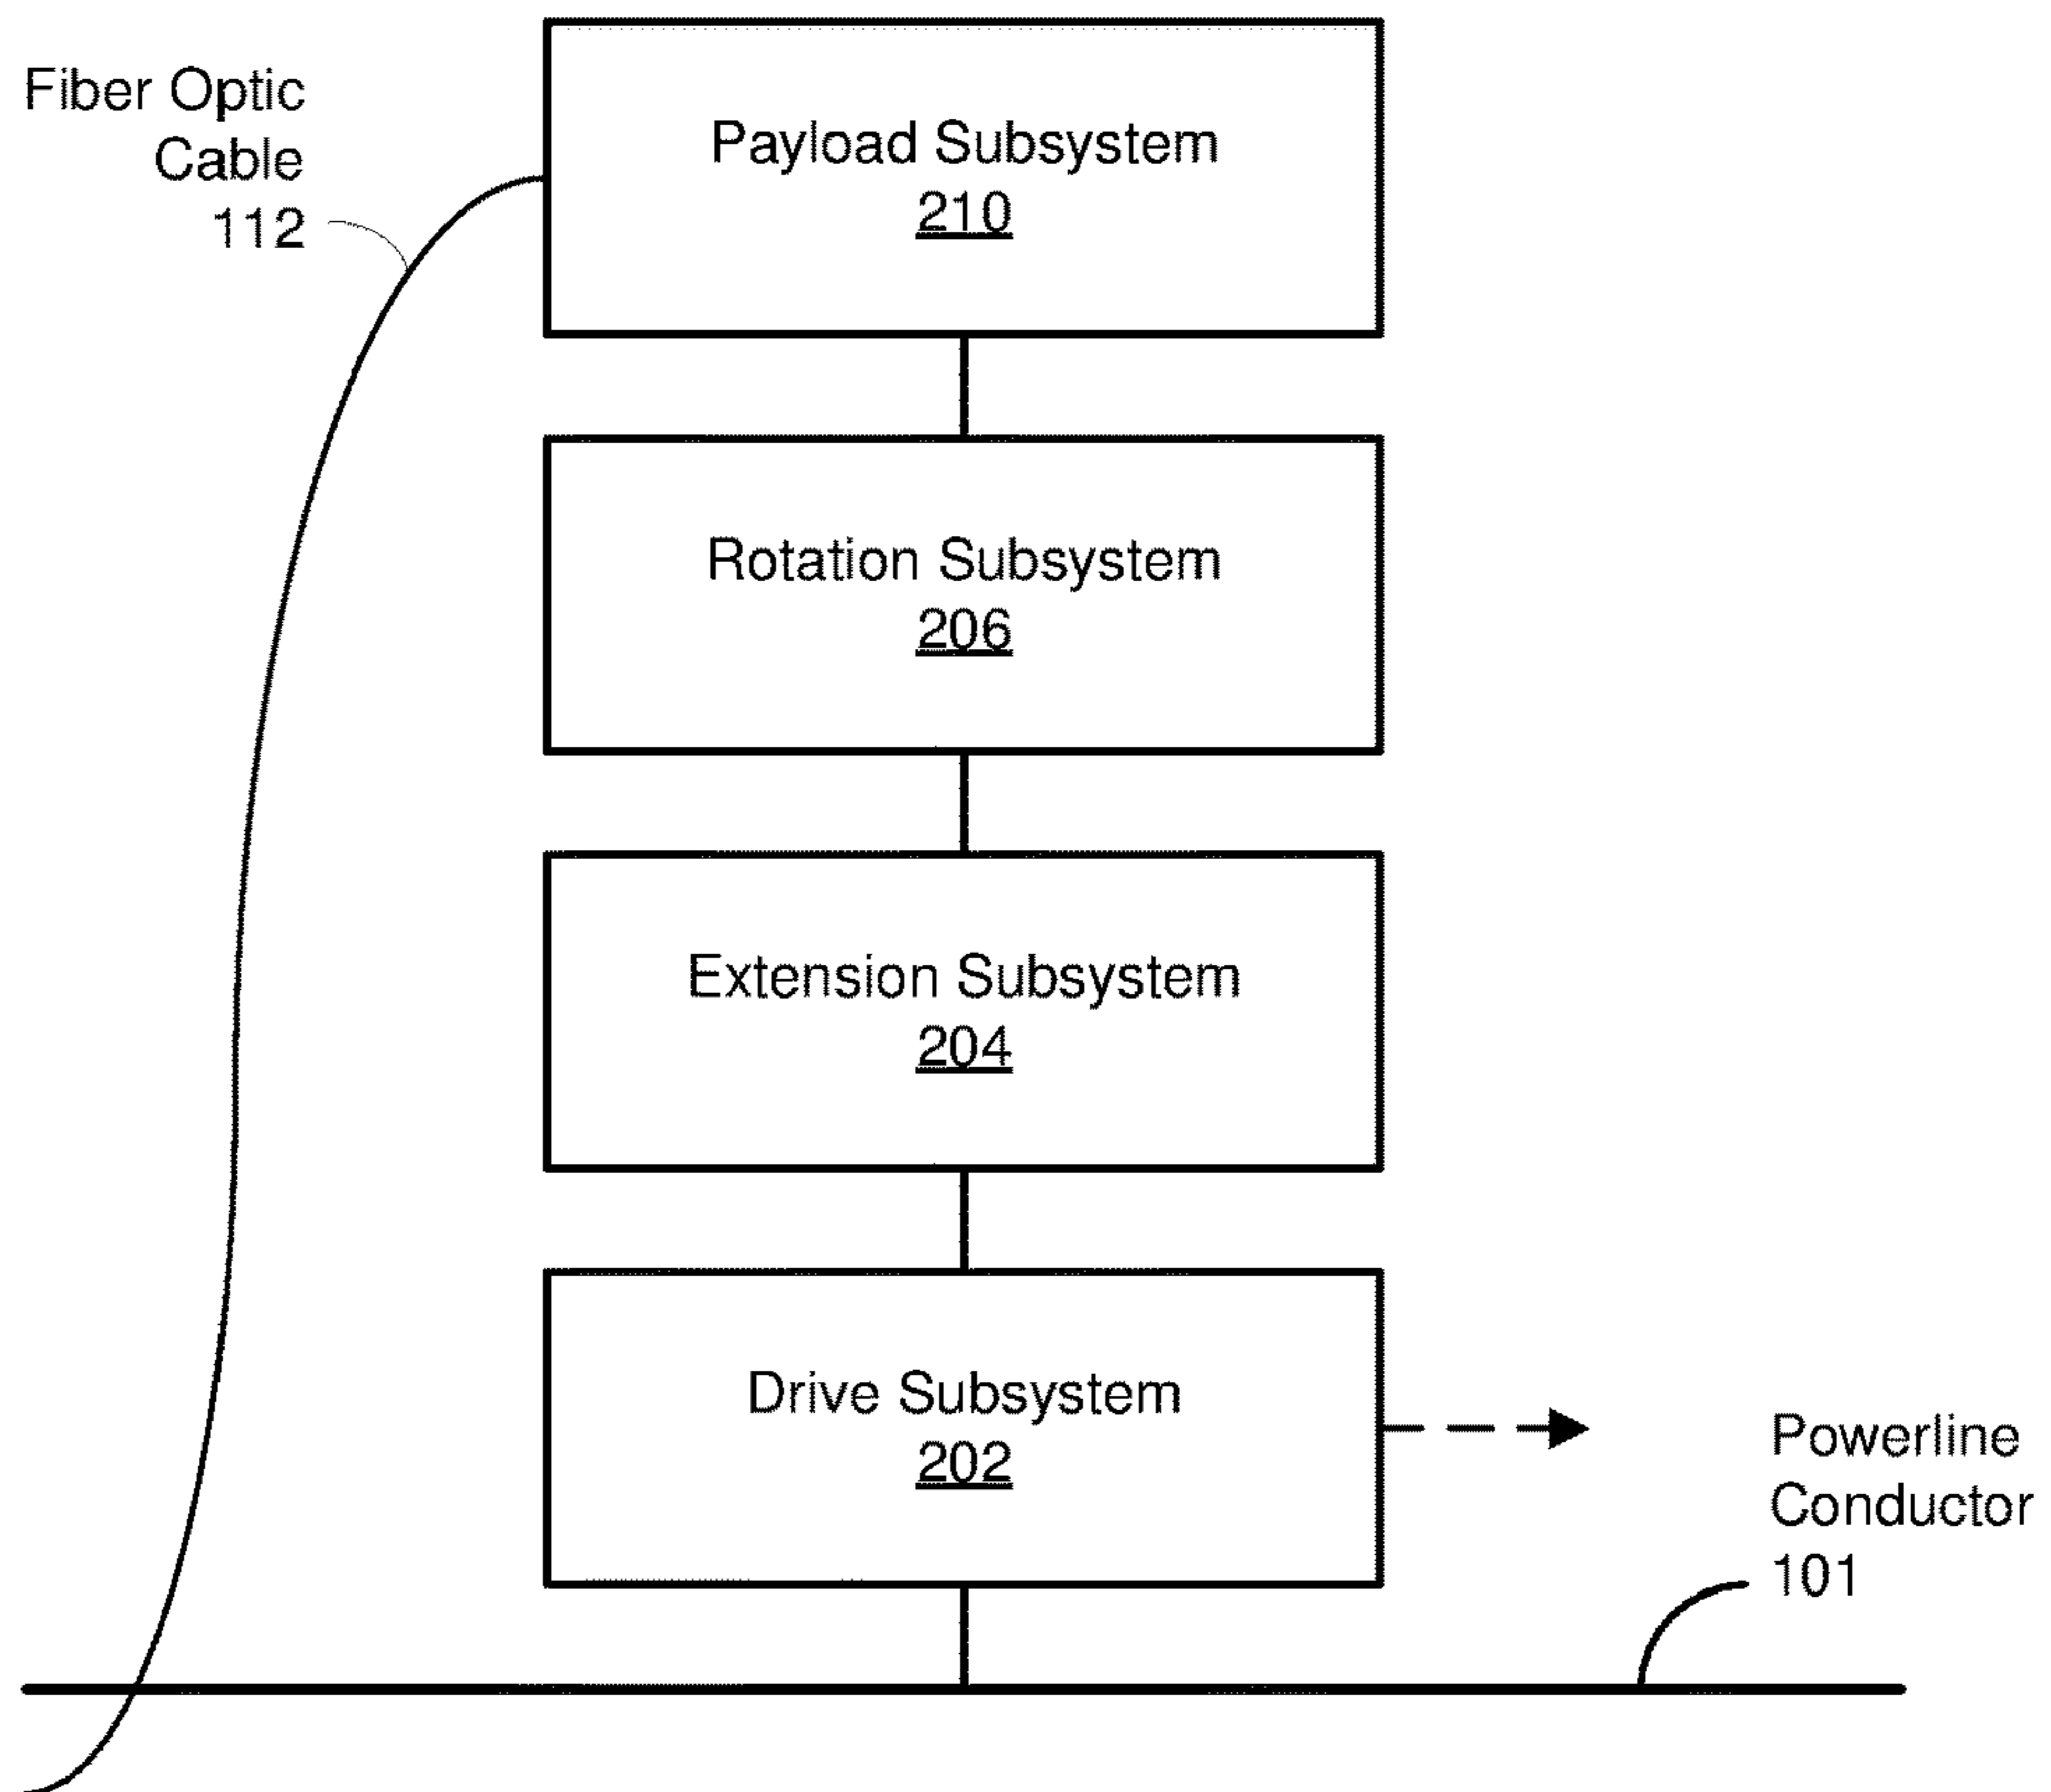 Fiber Optic
Cable
112
Payload Subsystem
210
Rotation Subsystem
206
Extension Subsystem
204
Drive Subsystem
202
Powerline
Conductor
101